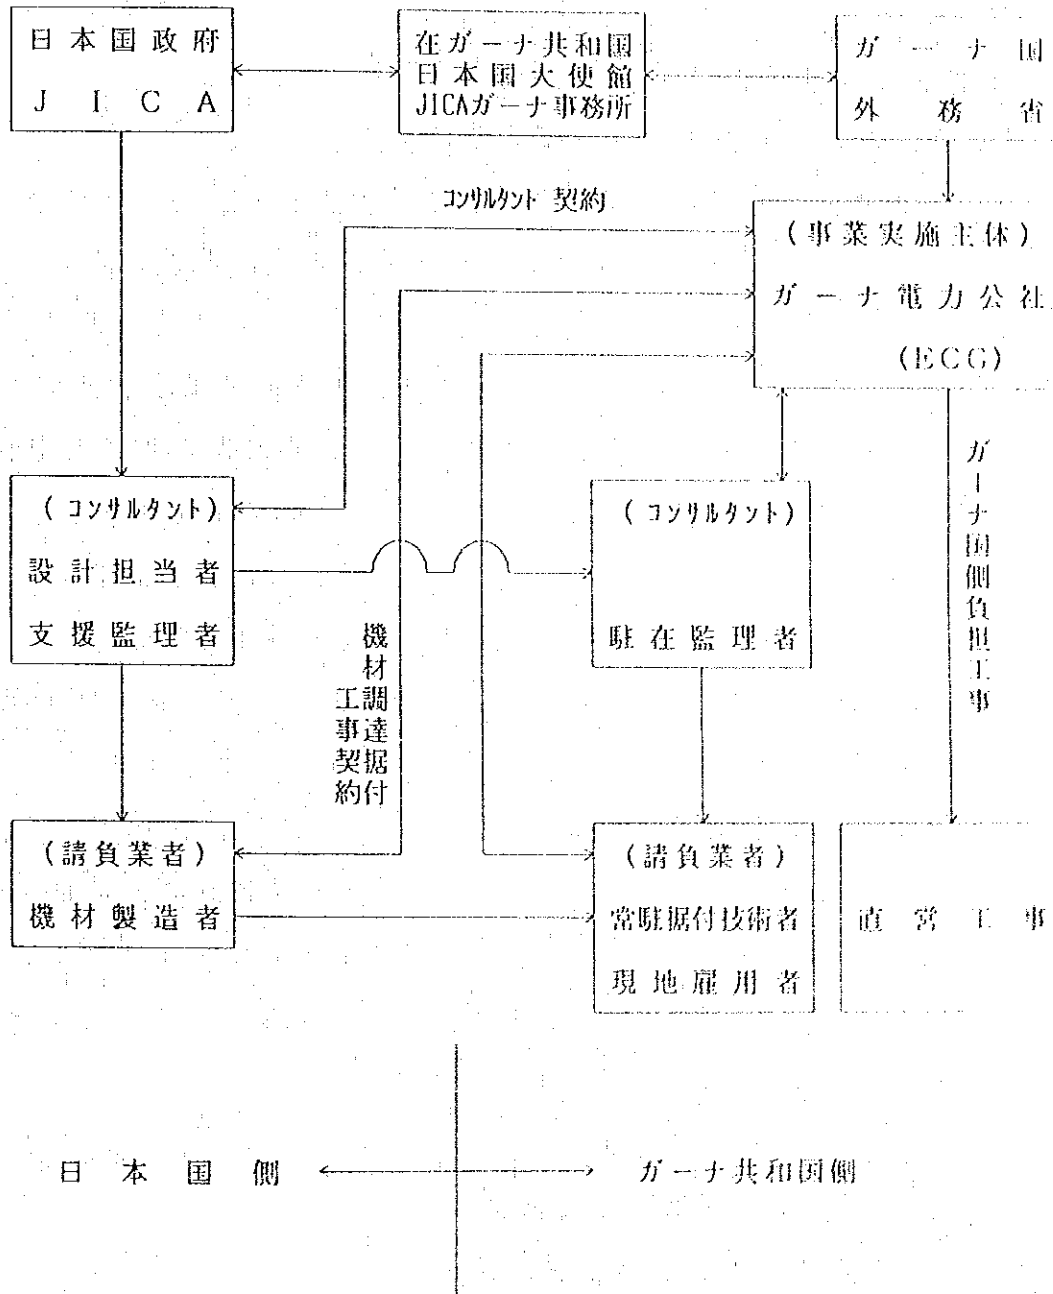 日本国政府
JICA
在ガーナ共和国
日本国大使館
JICAガーナ事務所
ガーナ国
外務省
コンサルタント 契約
(事業実施主体)
ガーナ電力公社
(ECG)
ガーナ国側負担工事
(コンサルタント)
設計担当者
支援監理者
(コンサルタント)
駐在監理者
機材調達据付
工事契約
(請負業者)
機材製造者
(請負業者)
常駐据付技術者
現地雇用者
直営工事
日本国側
ガーナ共和国側